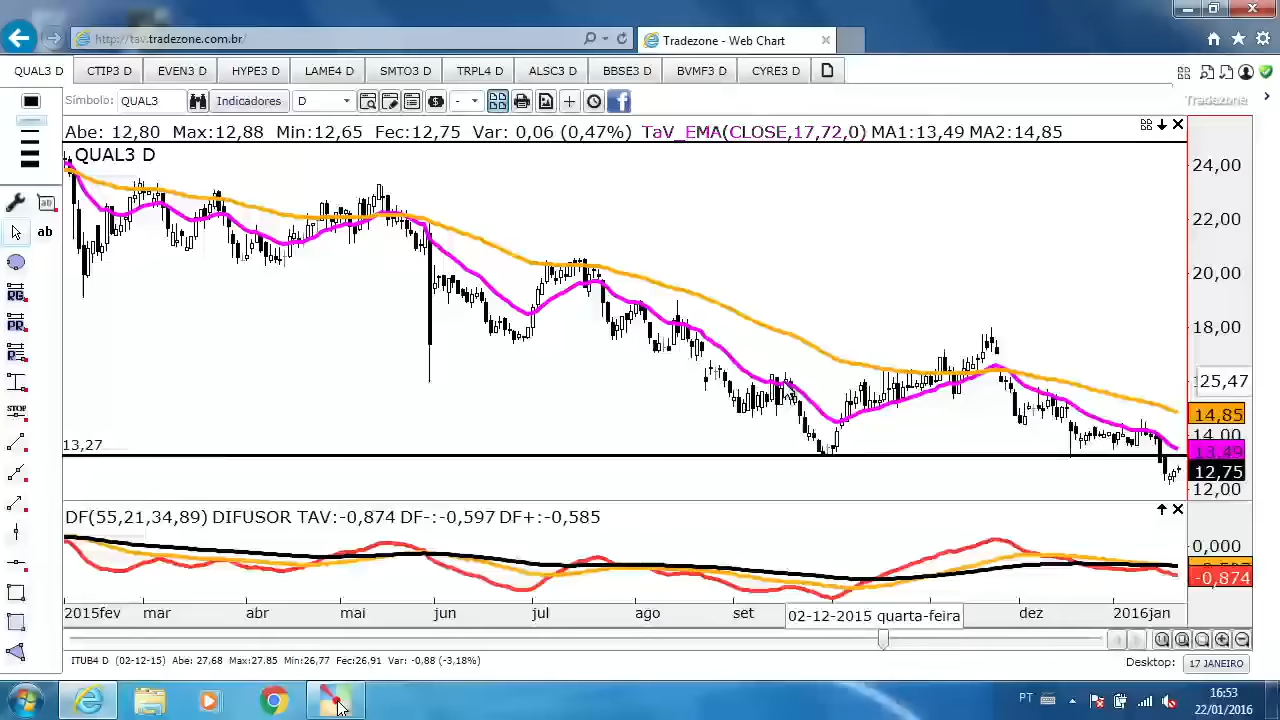 http://tav.tradezone.com.br/
Tradezone - Web Chart
QUAL3 D CTIP3 D EVEN3 D HYPE3 D LAME4 D SMTO3 D TRPL4 D ALSC3 D BBSE3 D BVMF3 D CYRE3 D
Símbolo: QUAL3 Indicadores D - Tradezone
Abe: 12,80 Max:12,88 Min:12,65 Fec:12,75 Var: 0,06 (0,47%) TaV_EMA(CLOSE,17,72,0) MA1:13,49 MA2:14,85
QUAL3 D
24,00
22,00
20,00
18,00
25,47
14,85
14,00
13,27
13,49
12,75
12,00
ab
RG
PR
STOP
DF(55,21,34,89) DIFUSOR TAV:-0,874 DF-:-0,597 DF+:-0,585
0,000
-0,874
2015fev mar abr mai jun jul ago set 02-12-2015 quarta-feira dez 2016jan
ITUB4 D (02-12-15) Abe: 27,68 Max:27,85 Min:26,77 Fec:26,91 Var: -0,88 (-3,18%)
Desktop: 17 JANEIRO
PT
16:53
22/01/2016